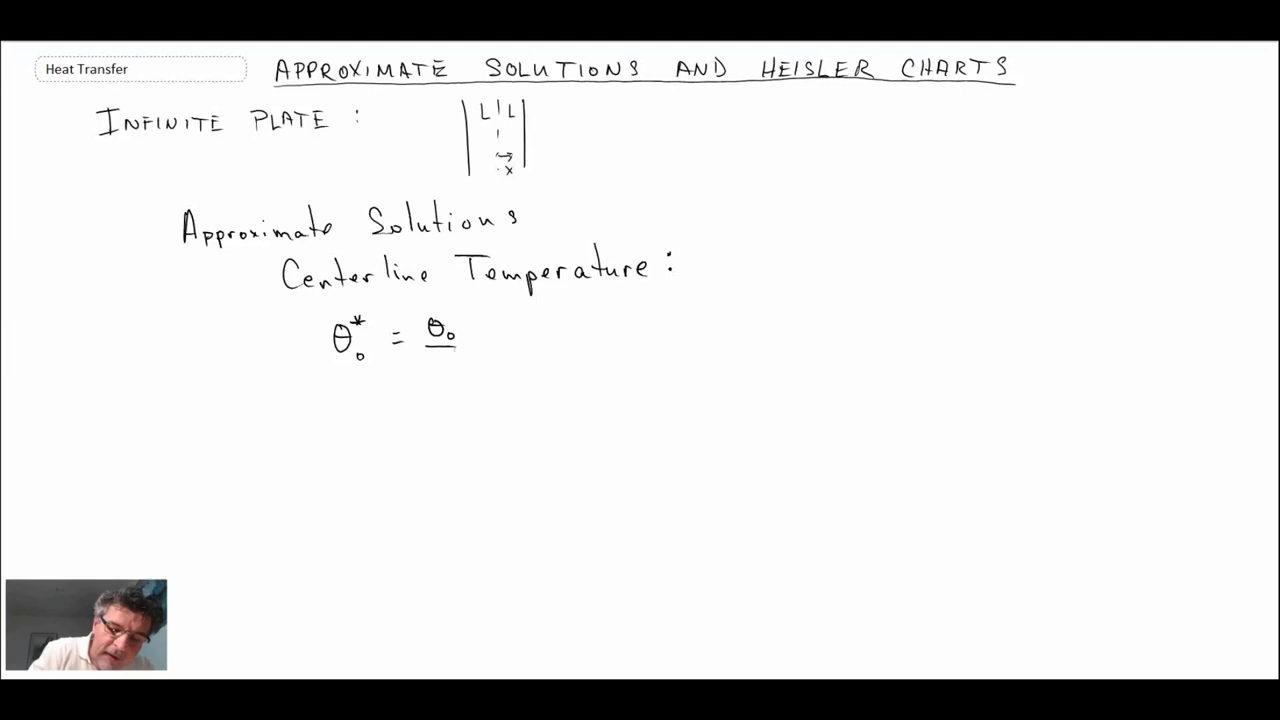 Heat Transfer
APPROXIMATE SOLUTIONS AND HEISLER CHARTS
INFINITE PLATE :
L L
x
Approximate Solutions
Centerline Temperature :
θ*₀ = θ₀